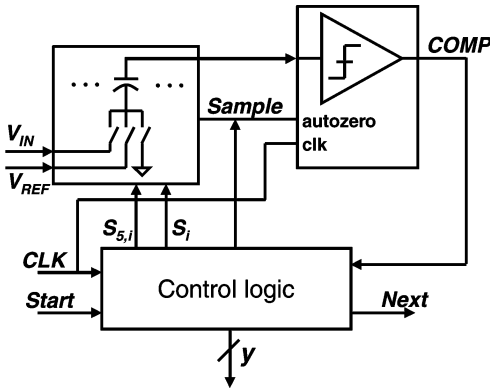 COMP
... ...
Sample
autozero
clk
V_IN
V_REF
S_5,i
S_i
CLK
Control logic
Start
Next
y